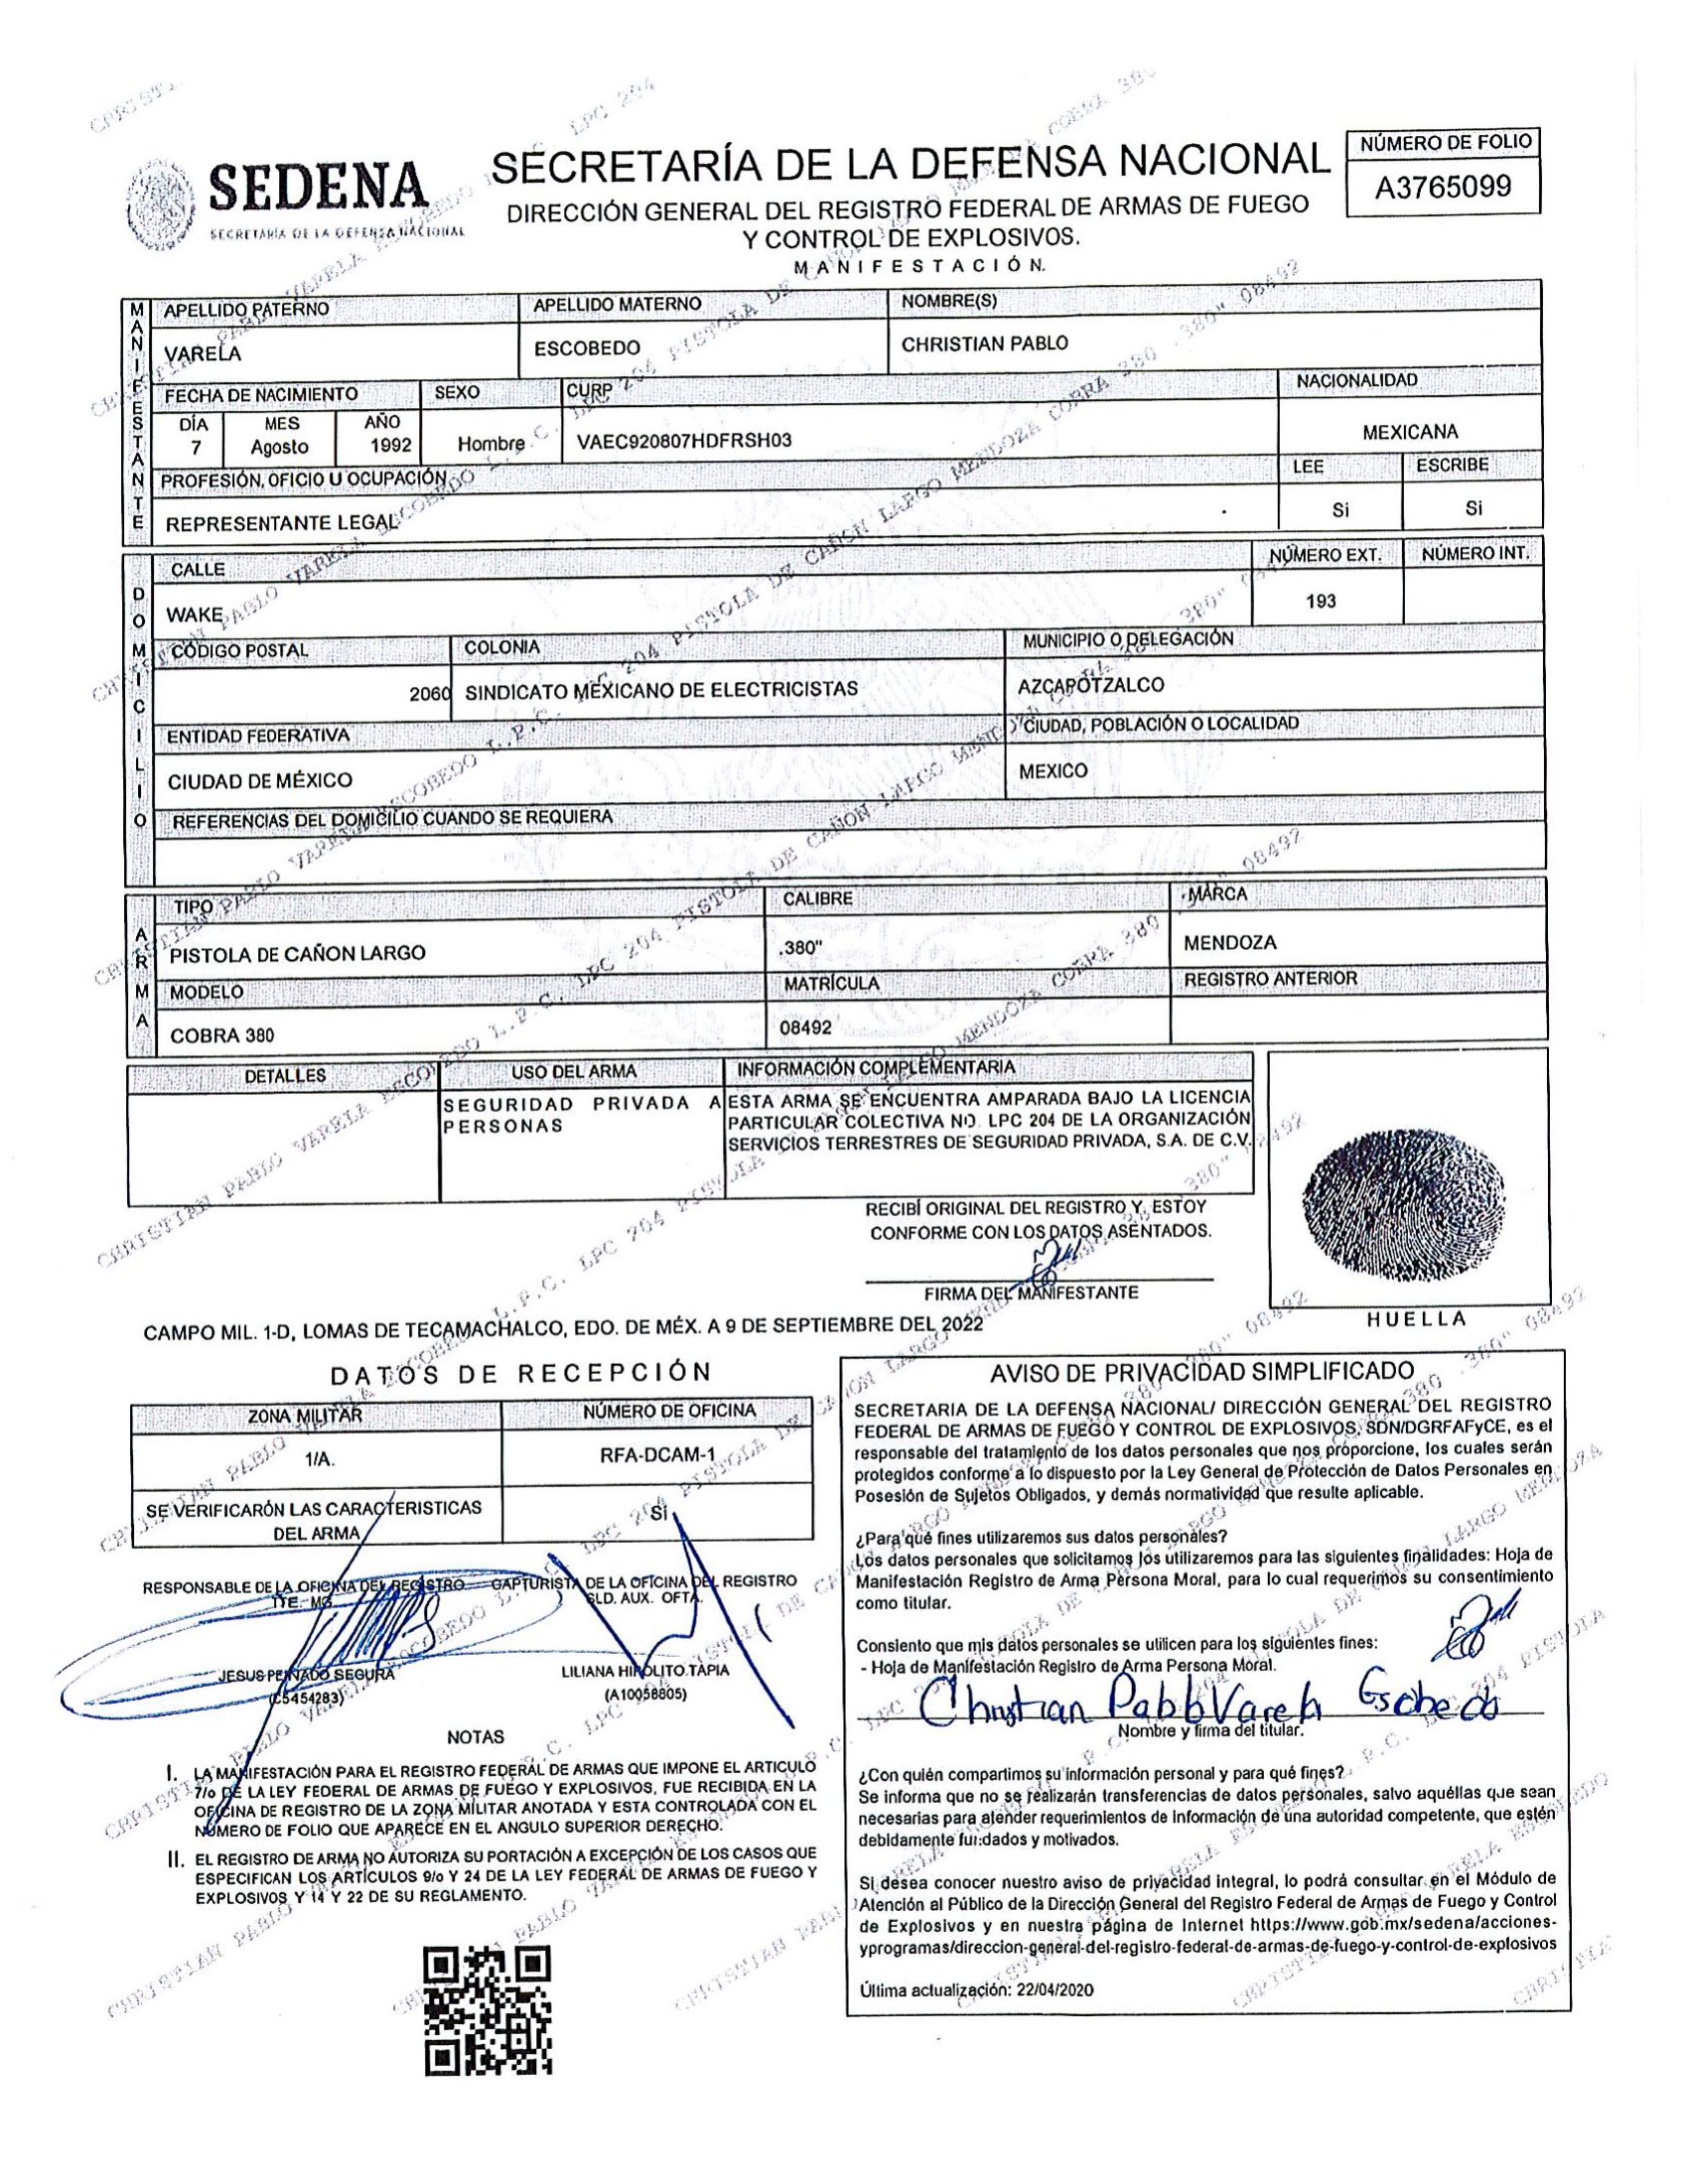 SEDENA
SECRETARÍA DE LA DEFENSA NACIONAL
SECRETARÍA DE LA DEFENSA NACIONAL
DIRECCIÓN GENERAL DEL REGISTRO FEDERAL DE ARMAS DE FUEGO
Y CONTROL DE EXPLOSIVOS.
MANIFESTACIÓN.
NÚMERO DE FOLIO
A3765099
MANIFESTANTE
APELLIDO PATERNO APELLIDO MATERNO NOMBRE(S)
VARELA ESCOBEDO CHRISTIAN PABLO
FECHA DE NACIMIENTO SEXO CURP NACIONALIDAD
DÍA MES AÑO
7 Agosto 1992 Hombre VAEC920807HDFRSH03 MEXICANA
PROFESIÓN, OFICIO U OCUPACIÓN LEE ESCRIBE
REPRESENTANTE LEGAL Si Si
DOMICILIO
CALLE NÚMERO EXT. NÚMERO INT.
WAKE 193
CÓDIGO POSTAL COLONIA MUNICIPIO O DELEGACIÓN
2060 SINDICATO MEXICANO DE ELECTRICISTAS AZCAPOTZALCO
ENTIDAD FEDERATIVA CIUDAD, POBLACIÓN O LOCALIDAD
CIUDAD DE MÉXICO MEXICO
REFERENCIAS DEL DOMICILIO CUANDO SE REQUIERA
ARMA
TIPO CALIBRE MARCA
PISTOLA DE CAÑON LARGO .380" MENDOZA
MODELO MATRÍCULA REGISTRO ANTERIOR
COBRA 380 08492
DETALLES USO DEL ARMA INFORMACIÓN COMPLEMENTARIA
SEGURIDAD PRIVADA A PERSONAS
ESTA ARMA SE ENCUENTRA AMPARADA BAJO LA LICENCIA
PARTICULAR COLECTIVA NO. LPC 204 DE LA ORGANIZACIÓN
SERVICIOS TERRESTRES DE SEGURIDAD PRIVADA, S.A. DE C.V.
RECIBÍ ORIGINAL DEL REGISTRO Y ESTOY
CONFORME CON LOS DATOS ASENTADOS.
FIRMA DEL MANIFESTANTE
HUELLA
CAMPO MIL. 1-D, LOMAS DE TECAMACHALCO, EDO. DE MÉX. A 9 DE SEPTIEMBRE DEL 2022
DATOS DE RECEPCIÓN
ZONA MILITAR NÚMERO DE OFICINA
1/A. RFA-DCAM-1
SE VERIFICARÓN LAS CARACTERISTICAS
DEL ARMA
Si
RESPONSABLE DE LA OFICINA DEL REGISTRO CAPTURISTA DE LA OFICINA DEL REGISTRO
TTE. MG. SLD. AUX. OFTA.
JESUS PEINADO SEGURA LILIANA HIPOLITO TAPIA
(C5454283) (A10058805)
NOTAS
I. LA MANIFESTACIÓN PARA EL REGISTRO FEDERAL DE ARMAS QUE IMPONE EL ARTICULO
7/o DE LA LEY FEDERAL DE ARMAS DE FUEGO Y EXPLOSIVOS, FUE RECIBIDA EN LA
OFICINA DE REGISTRO DE LA ZONA MILITAR ANOTADA Y ESTA CONTROLADA CON EL
NÚMERO DE FOLIO QUE APARECE EN EL ANGULO SUPERIOR DERECHO.
II. EL REGISTRO DE ARMA NO AUTORIZA SU PORTACIÓN A EXCEPCIÓN DE LOS CASOS QUE
ESPECIFICAN LOS ARTÍCULOS 9/o Y 24 DE LA LEY FEDERAL DE ARMAS DE FUEGO Y
EXPLOSIVOS Y 14 Y 22 DE SU REGLAMENTO.
AVISO DE PRIVACIDAD SIMPLIFICADO
SECRETARIA DE LA DEFENSA NACIONAL/ DIRECCIÓN GENERAL DEL REGISTRO
FEDERAL DE ARMAS DE FUEGO Y CONTROL DE EXPLOSIVOS, SDN/DGRFAFyCE, es el
responsable del tratamiento de los datos personales que nos proporcione, los cuales serán
protegidos conforme a lo dispuesto por la Ley General de Protección de Datos Personales en
Posesión de Sujetos Obligados, y demás normatividad que resulte aplicable.
¿Para qué fines utilizaremos sus datos personales?
Los datos personales que solicitamos los utilizaremos para las siguientes finalidades: Hoja de
Manifestación Registro de Arma Persona Moral, para lo cual requerimos su consentimiento
como titular.
Consiento que mis datos personales se utilicen para los siguientes fines:
- Hoja de Manifestación Registro de Arma Persona Moral.
Christian Pablo Varela Escobedo
Nombre y firma del titular.
¿Con quién compartimos su información personal y para qué fines?
Se informa que no se realizarán transferencias de datos personales, salvo aquéllas que sean
necesarias para atender requerimientos de información de una autoridad competente, que estén
debidamente fundados y motivados.
Si desea conocer nuestro aviso de privacidad integral, lo podrá consultar en el Módulo de
Atención al Público de la Dirección General del Registro Federal de Armas de Fuego y Control
de Explosivos y en nuestra página de Internet https://www.gob.mx/sedena/acciones-
yprogramas/direccion-general-del-registro-federal-de-armas-de-fuego-y-control-de-explosivos
Última actualización: 22/04/2020